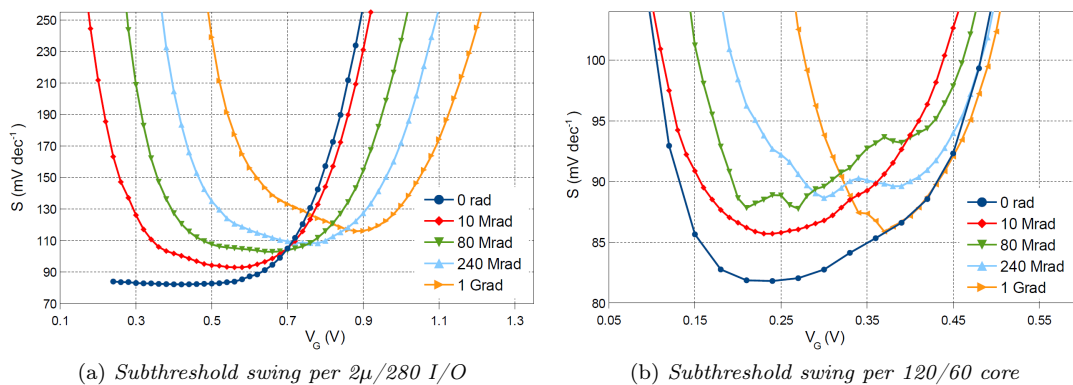 250
230
210
190
170
150
130
110
90
70
S (mV dec⁻¹)
0 rad
10 Mrad
80 Mrad
240 Mrad
1 Grad
0.1 0.3 0.5 0.7 0.9 1.1 1.3
V_G (V)
(a) Subthreshold swing per 2μ/280 I/O
100
95
90
85
80
S (mV dec⁻¹)
0 rad
10 Mrad
80 Mrad
240 Mrad
1 Grad
0.05 0.15 0.25 0.35 0.45 0.55
V_G (V)
(b) Subthreshold swing per 120/60 core